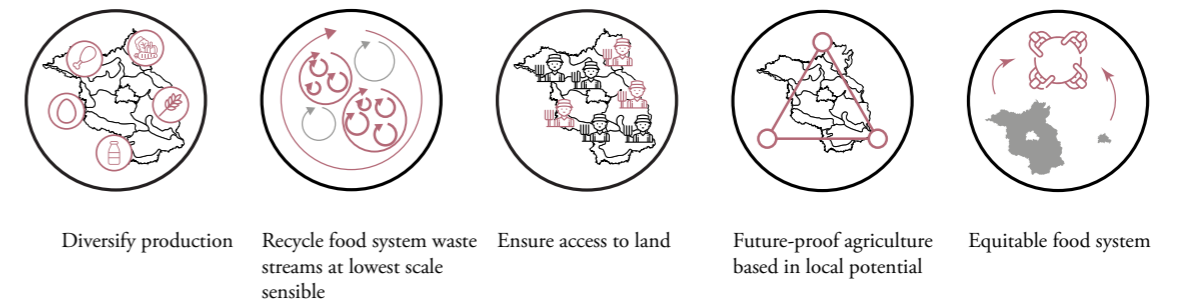 Diversify production
Recycle food system waste
streams at lowest scale
sensible
Ensure access to land
Future-proof agriculture
based in local potential
Equitable food system